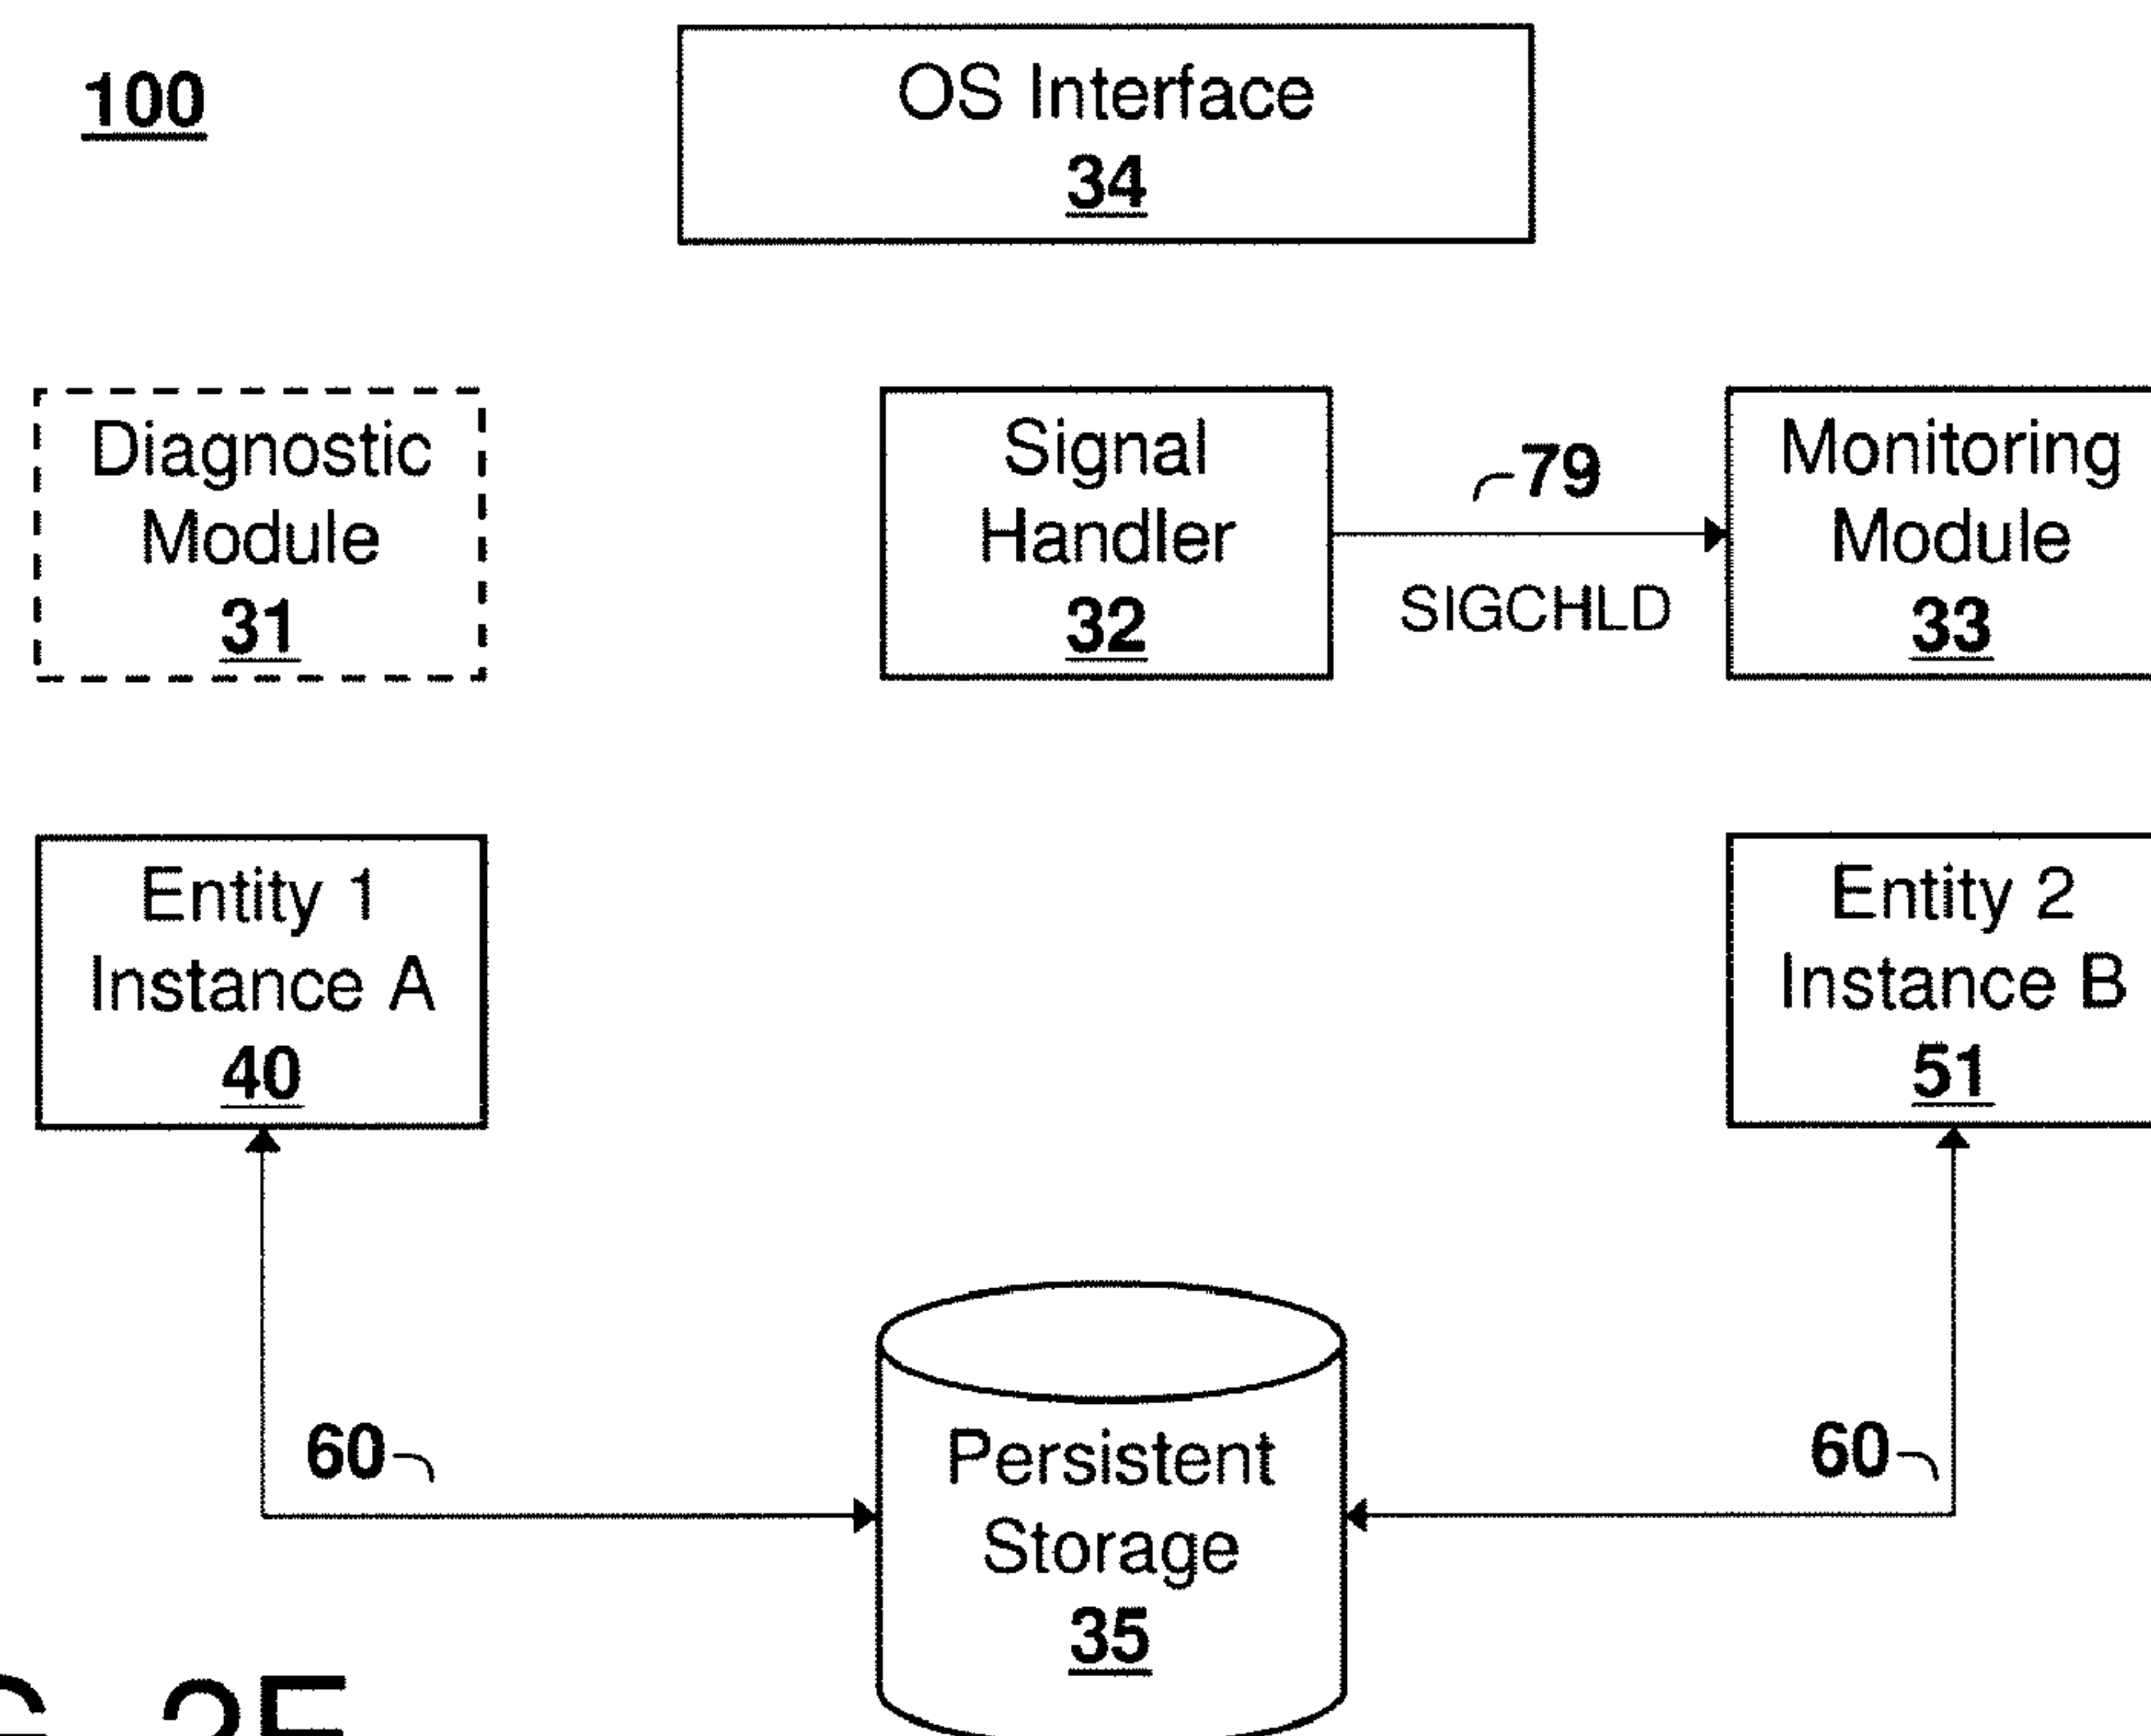 100
OS Interface
34
Diagnostic
Module
31
Signal
Handler
32
79
SIGCHLD
Monitoring
Module
33
Entity 1
Instance A
40
Entity 2
Instance B
51
60
60
Persistent
Storage
35